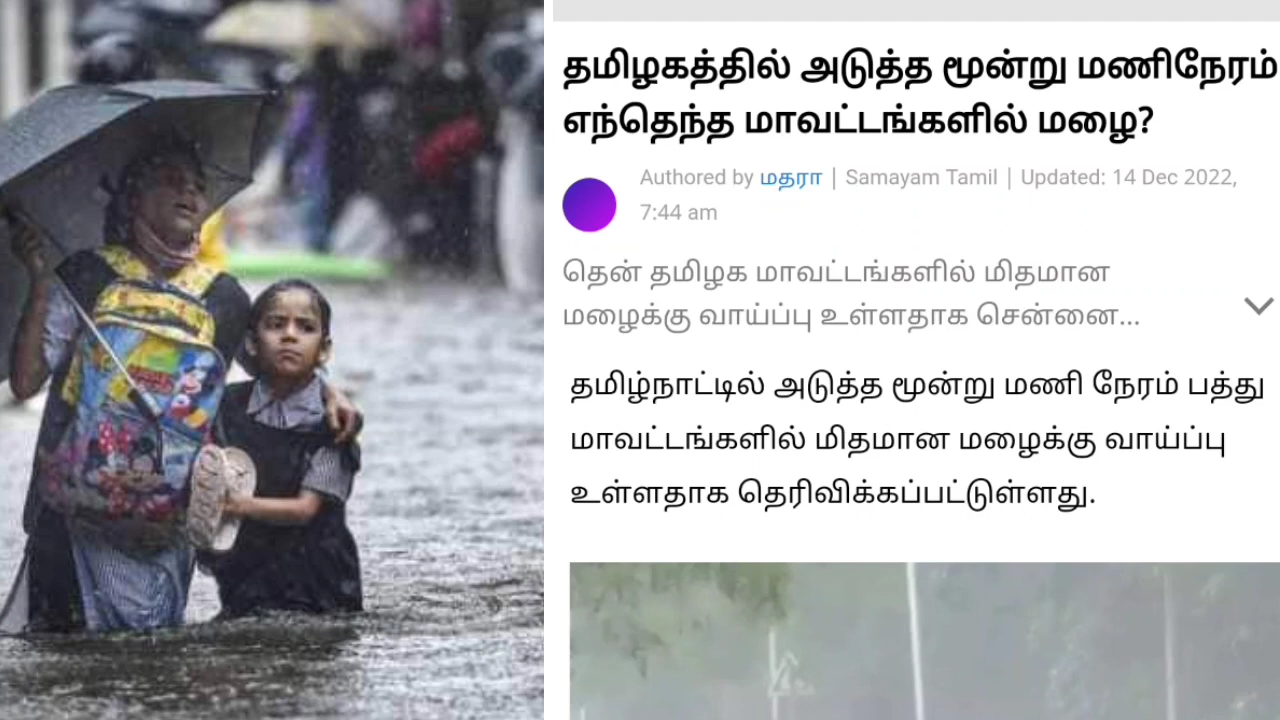 தமிழகத்தில் அடுத்த மூன்று மணிநேரம்
எந்தெந்த மாவட்டங்களில் மழை?
Authored by மதரா | Samayam Tamil | Updated: 14 Dec 2022,
7:44 am
தென் தமிழக மாவட்டங்களில் மிதமான
மழைக்கு வாய்ப்பு உள்ளதாக சென்னை...
தமிழ்நாட்டில் அடுத்த மூன்று மணி நேரம் பத்து
மாவட்டங்களில் மிதமான மழைக்கு வாய்ப்பு
உள்ளதாக தெரிவிக்கப்பட்டுள்ளது.